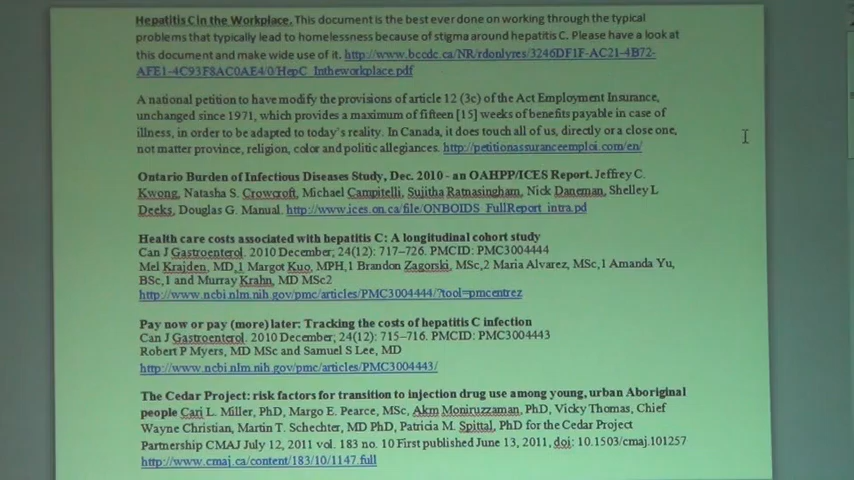 Hepatitis C in the Workplace. This document is the best ever done on working through the typical
problems that typically lead to homelessness because of stigma around hepatitis C. Please have a look at
this document and make wide use of it. http://www.bccdc.ca/NR/rdonlyres/3246DF1F-AC21-4B72-
AFE1-4C93F8AC0AE4/0/HepC_Intheworkplace.pdf
A national petition to have modify the provisions of article 12 (3c) of the Act Employment Insurance,
unchanged since 1971, which provides a maximum of fifteen [15] weeks of benefits payable in case of
illness, in order to be adapted to today's reality. In Canada, it does touch all of us, directly or a close one,
not matter province, religion, color and politic allegiances. http://petitionassuranceemploi.com/en/
Ontario Burden of Infectious Diseases Study, Dec. 2010 - an OAHPP/ICES Report. Jeffrey C.
Kwong, Natasha S. Crowcroft, Michael Campitelli, Sujitha Ratnasingham, Nick Daneman, Shelley L
Deeks, Douglas G. Manual. http://www.ices.on.ca/file/ONBOIDS_FullReport_intra.pd
Health care costs associated with hepatitis C: A longitudinal cohort study
Can J Gastroenterol. 2010 December; 24(12): 717–726. PMCID: PMC3004444
Mel Krajden, MD,1 Margot Kuo, MPH,1 Brandon Zagorski, MSc,2 Maria Alvarez, MSc,1 Amanda Yu,
BSc,1 and Murray Krahn, MD MSc2
http://www.ncbi.nlm.nih.gov/pmc/articles/PMC3004444/?tool=pmcentrez
Pay now or pay (more) later: Tracking the costs of hepatitis C infection
Can J Gastroenterol. 2010 December; 24(12): 715–716. PMCID: PMC3004443
Robert P Myers, MD MSc and Samuel S Lee, MD
http://www.ncbi.nlm.nih.gov/pmc/articles/PMC3004443/
The Cedar Project: risk factors for transition to injection drug use among young, urban Aboriginal
people Cari L. Miller, PhD, Margo E. Pearce, MSc, Akm Moniruzzaman, PhD, Vicky Thomas, Chief
Wayne Christian, Martin T. Schechter, MD PhD, Patricia M. Spittal, PhD for the Cedar Project
Partnership CMAJ July 12, 2011 vol. 183 no. 10 First published June 13, 2011, doi: 10.1503/cmaj.101257
http://www.cmaj.ca/content/183/10/1147.full